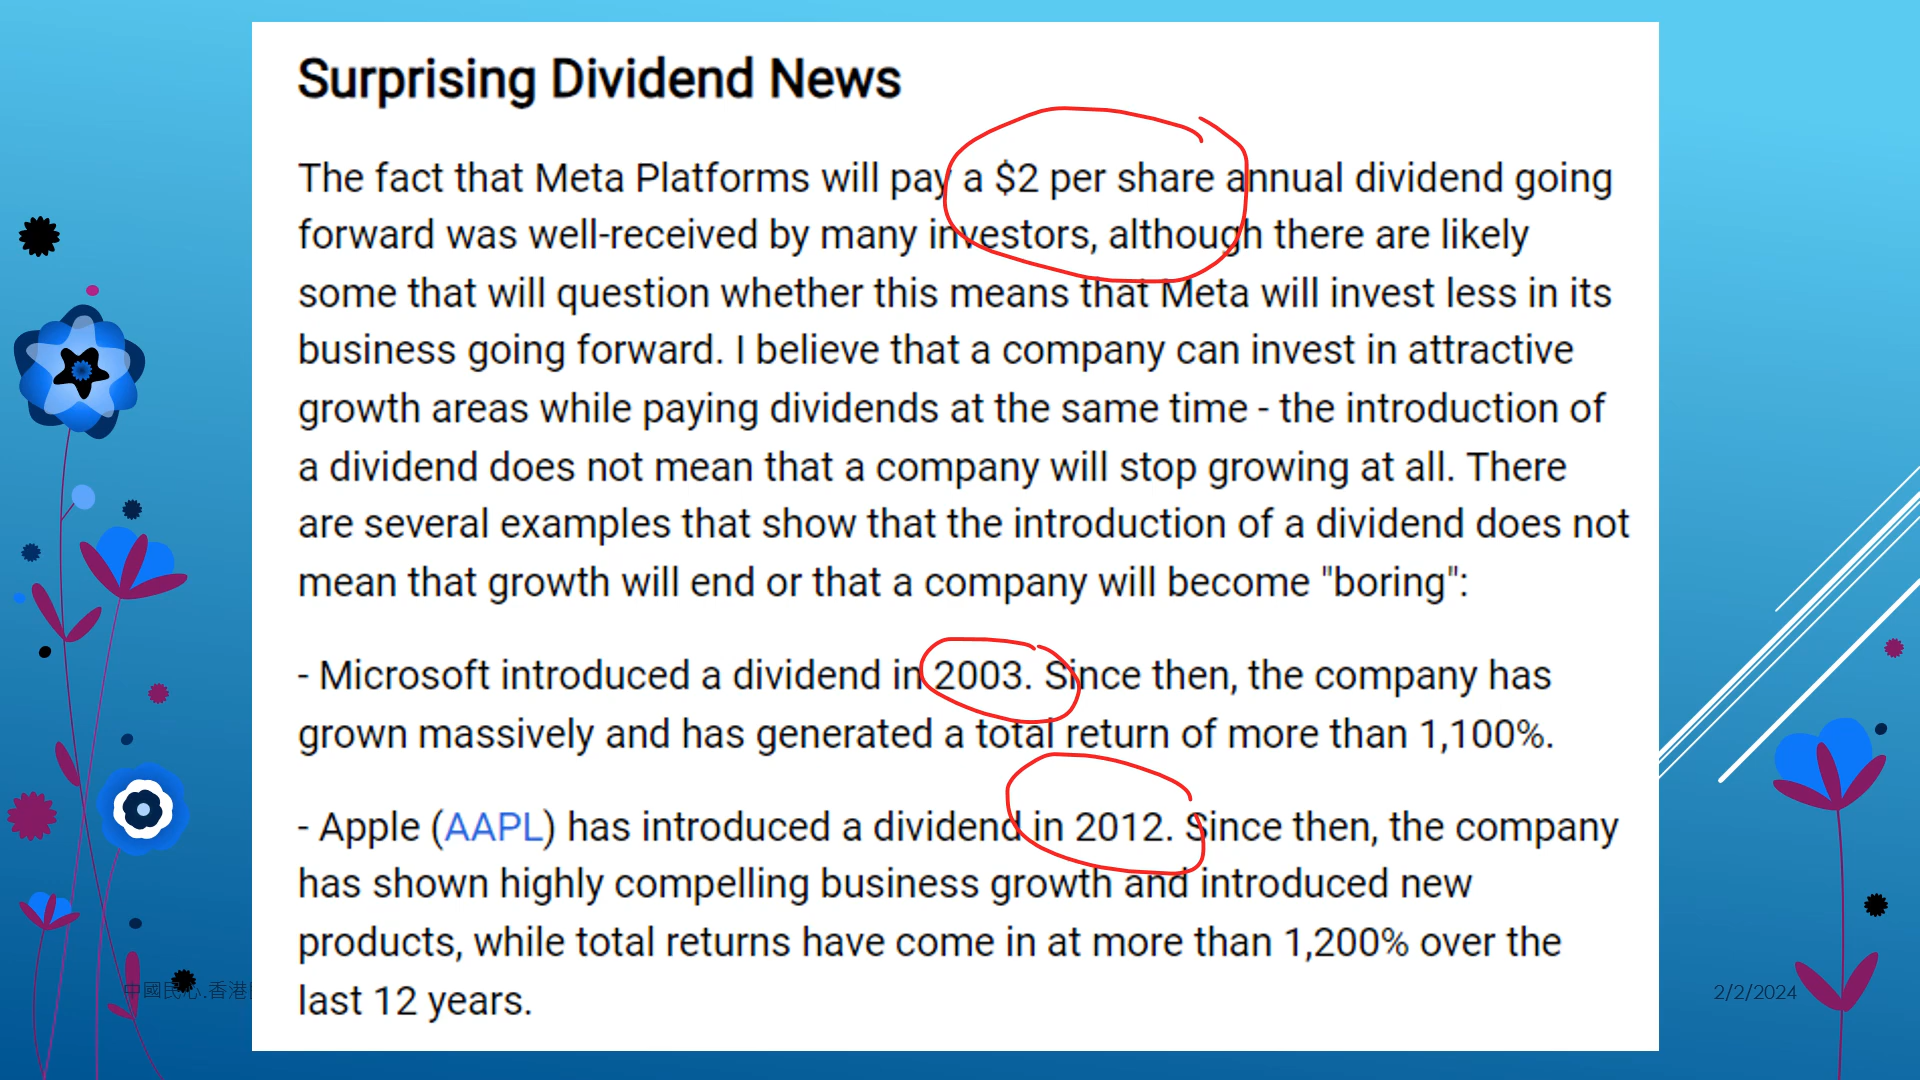 Surprising Dividend News
The fact that Meta Platforms will pay a $2 per share annual dividend going
forward was well-received by many investors, although there are likely
some that will question whether this means that Meta will invest less in its
business going forward. I believe that a company can invest in attractive
growth areas while paying dividends at the same time - the introduction of
a dividend does not mean that a company will stop growing at all. There
are several examples that show that the introduction of a dividend does not
mean that growth will end or that a company will become "boring":
- Microsoft introduced a dividend in 2003. Since then, the company has
grown massively and has generated a total return of more than 1,100%.
- Apple (AAPL) has introduced a dividend in 2012. Since then, the company
has shown highly compelling business growth and introduced new
products, while total returns have come in at more than 1,200% over the
last 12 years.
中國民心.香港
2/2/2024